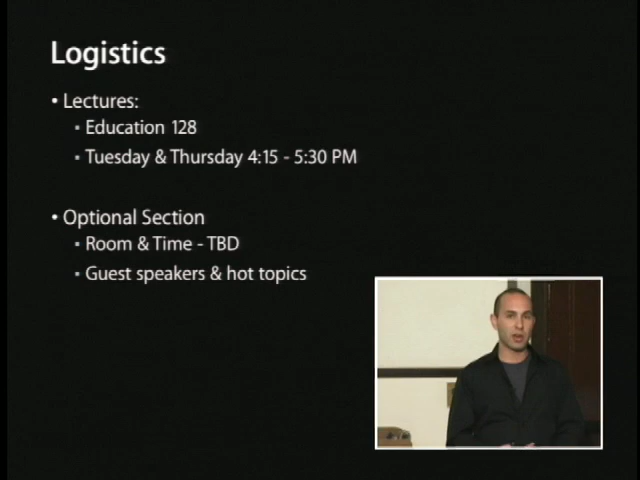 Logistics
• Lectures:
▪ Education 128
▪ Tuesday & Thursday 4:15 - 5:30 PM
• Optional Section
▪ Room & Time - TBD
▪ Guest speakers & hot topics